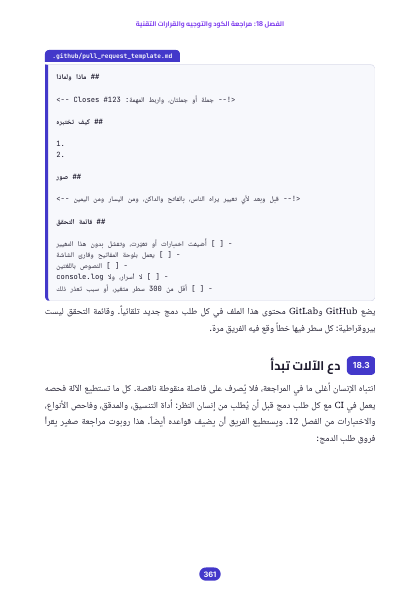 الفصل 18: مراجعة الكود والتوجيه والقرارات التقنية
.github/pull_request_template.md
## ماذا ولماذا
<!-- جملة أو جملتان، واربط المهمة: Closes #123 -->
## كيف تختبره
1.
2.
## صور
<!-- قبل وبعد لأي تغيير يراه الناس، بالفاتح والداكن، ومن اليسار ومن اليمين -->
## قائمة التحقق
- [ ] أضيفت اختبارات أو تغيّرت، وتفشل بدون هذا التغيير
- [ ] يعمل بلوحة المفاتيح وقارئ الشاشة
- [ ] النصوص باللغتين
- [ ] لا أسرار، ولا console.log
- [ ] أقل من 300 سطر متغير، أو سبب تعذر ذلك
يضع GitHub وGitLab محتوى هذا الملف في كل طلب دمج جديد تلقائياً. وقائمة التحقق ليست
بيروقراطية: كل سطر فيها خطأ وقع فيه الفريق مرة.
18.3 دع الآلات تبدأ
انتباه الإنسان أغلى ما في المراجعة، فلا يُصرف على فاصلة منقوطة ناقصة. كل ما تستطيع الآلة فحصه
يعمل في CI مع كل طلب دمج قبل أن يُطلب من إنسان النظر: أداة التنسيق، والمدقق، وفاحص الأنواع،
والاختبارات من الفصل 12. ويستطيع الفريق أن يضيف قواعده أيضاً. هذا روبوت مراجعة صغير يقرأ
فروق طلب الدمج:
361